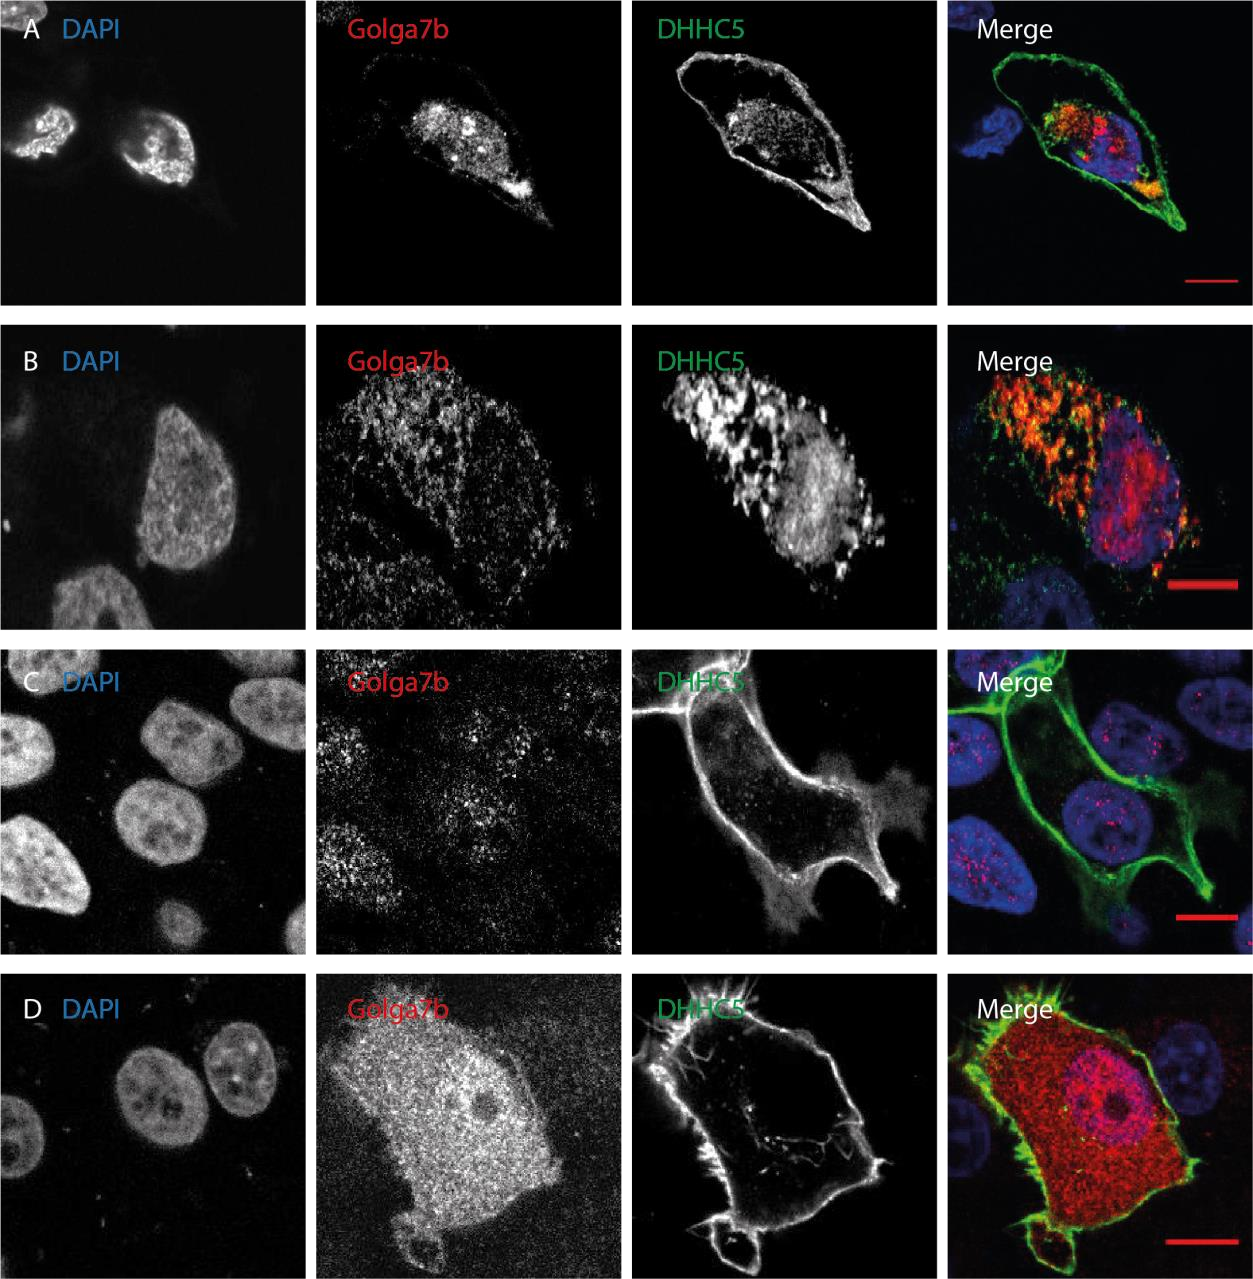 A DAPI Golga7b DHHC5 Merge
B DAPI Golga7b DHHC5 Merge
C DAPI Golga7b DHHC5 Merge
D DAPI Golga7b DHHC5 Merge